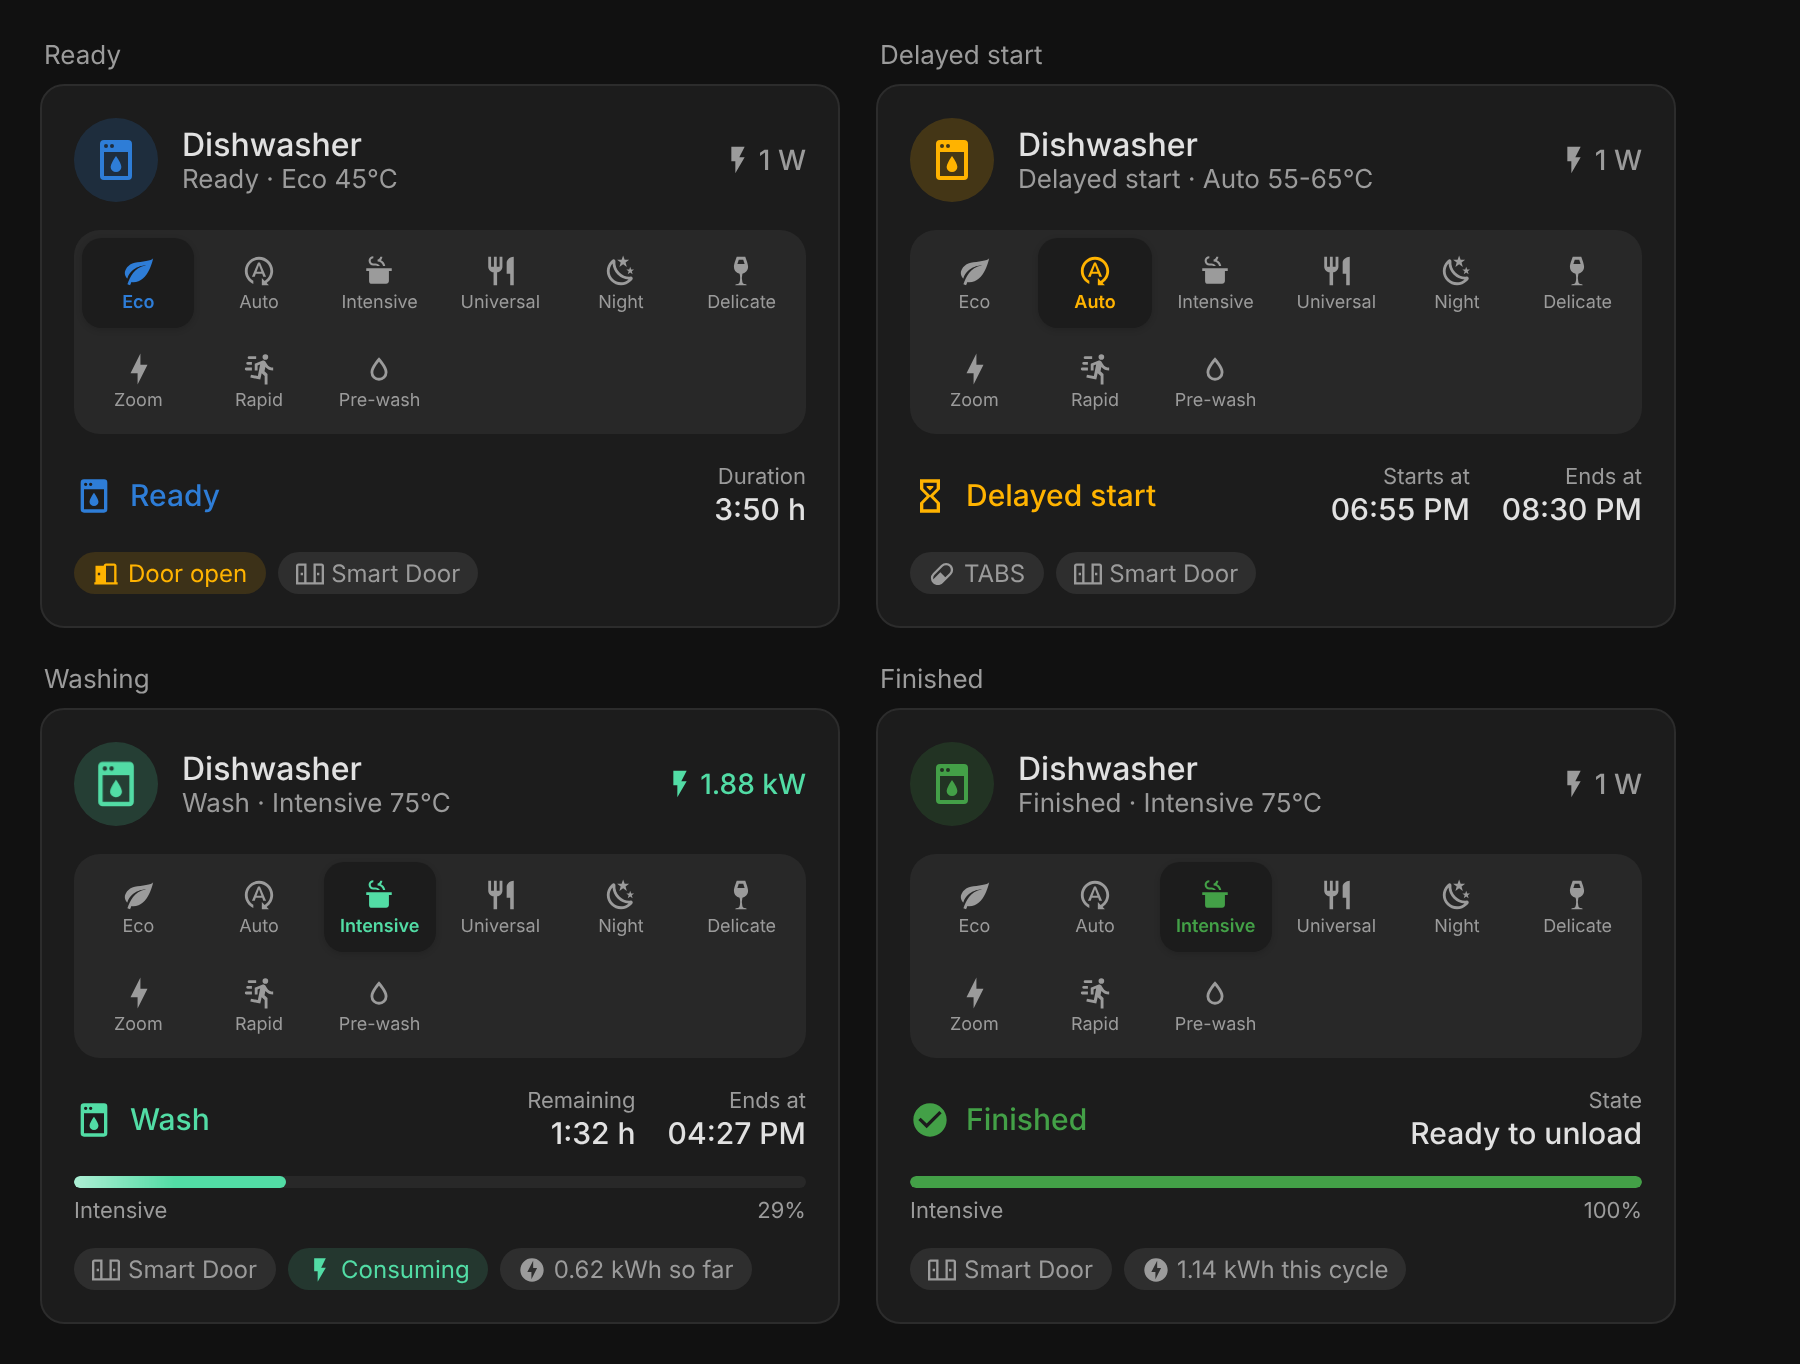 Ready
Dishwasher
Ready · Eco 45°C
1 W
Eco Auto Intensive Universal Night Delicate
Zoom Rapid Pre-wash
Ready
Duration
3:50 h
Door open Smart Door
Delayed start
Dishwasher
Delayed start · Auto 55-65°C
1 W
Eco Auto Intensive Universal Night Delicate
Zoom Rapid Pre-wash
Delayed start
Starts at Ends at
06:55 PM 08:30 PM
TABS Smart Door
Washing
Dishwasher
Wash · Intensive 75°C
1.88 kW
Eco Auto Intensive Universal Night Delicate
Zoom Rapid Pre-wash
Wash
Remaining Ends at
1:32 h 04:27 PM
Intensive 29%
Smart Door Consuming 0.62 kWh so far
Finished
Dishwasher
Finished · Intensive 75°C
1 W
Eco Auto Intensive Universal Night Delicate
Zoom Rapid Pre-wash
Finished
State
Ready to unload
Intensive 100%
Smart Door 1.14 kWh this cycle